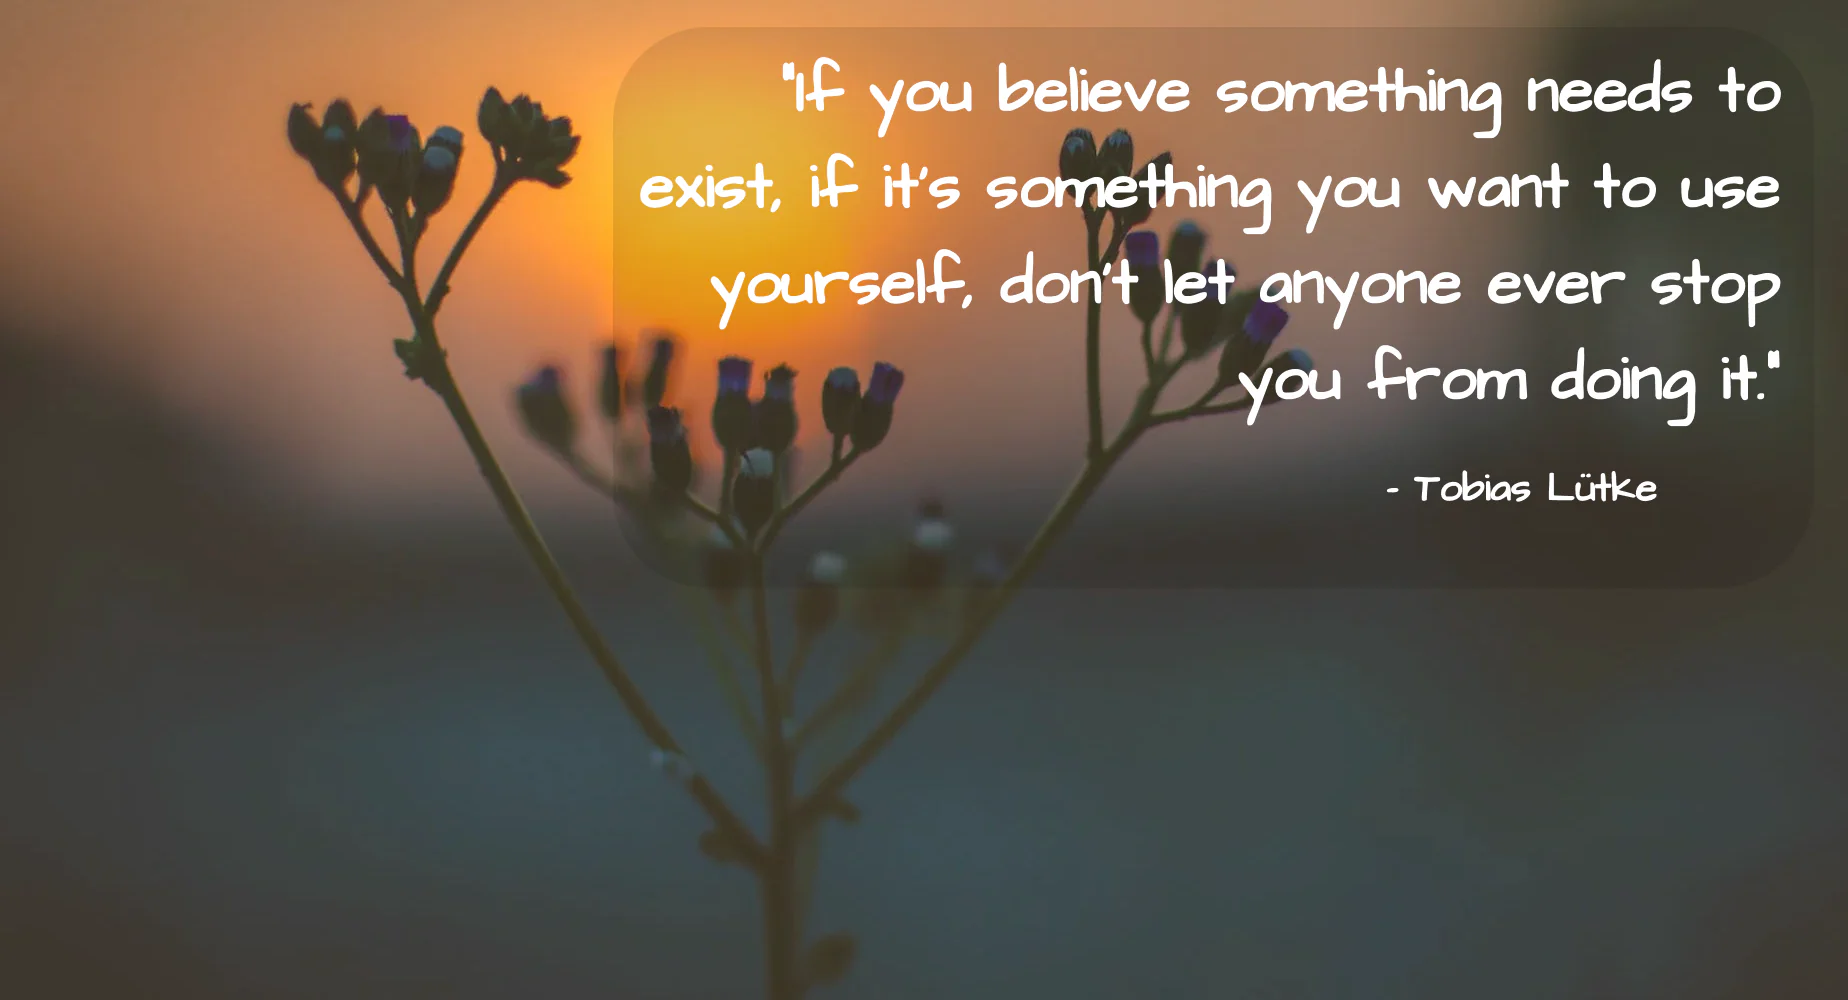 "If you believe something needs to
exist, if it's something you want to use
yourself, don't let anyone ever stop
you from doing it."
- Tobias Lütke